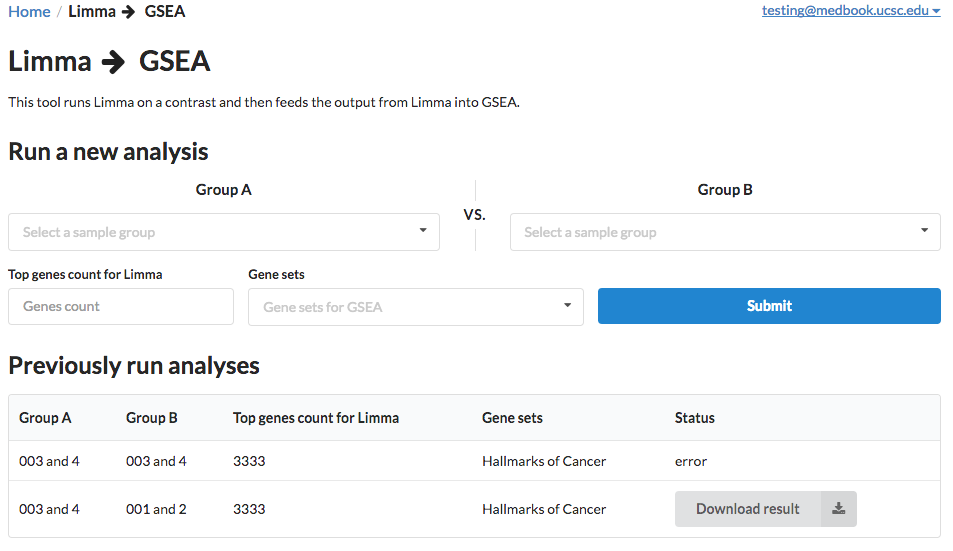 Home / Limma → GSEA testing@medbook.ucsc.edu
Limma → GSEA
This tool runs Limma on a contrast and then feeds the output from Limma into GSEA.
Run a new analysis
Group A Group B
VS.
Select a sample group Select a sample group
Top genes count for Limma Gene sets
Genes count Gene sets for GSEA Submit
Previously run analyses
Group A Group B Top genes count for Limma Gene sets Status
003 and 4 003 and 4 3333 Hallmarks of Cancer error
003 and 4 001 and 2 3333 Hallmarks of Cancer Download result